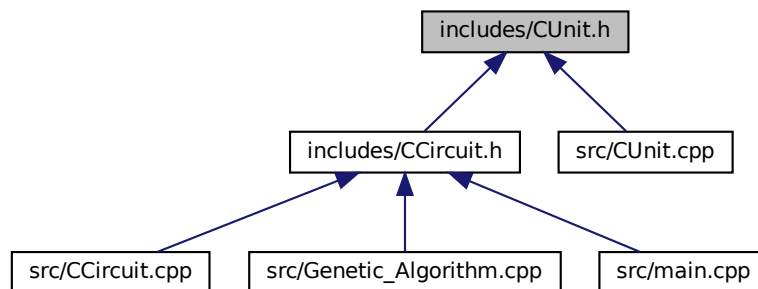 includes/CUnit.h
includes/CCircuit.h
src/CUnit.cpp
src/CCircuit.cpp
src/Genetic_Algorithm.cpp
src/main.cpp